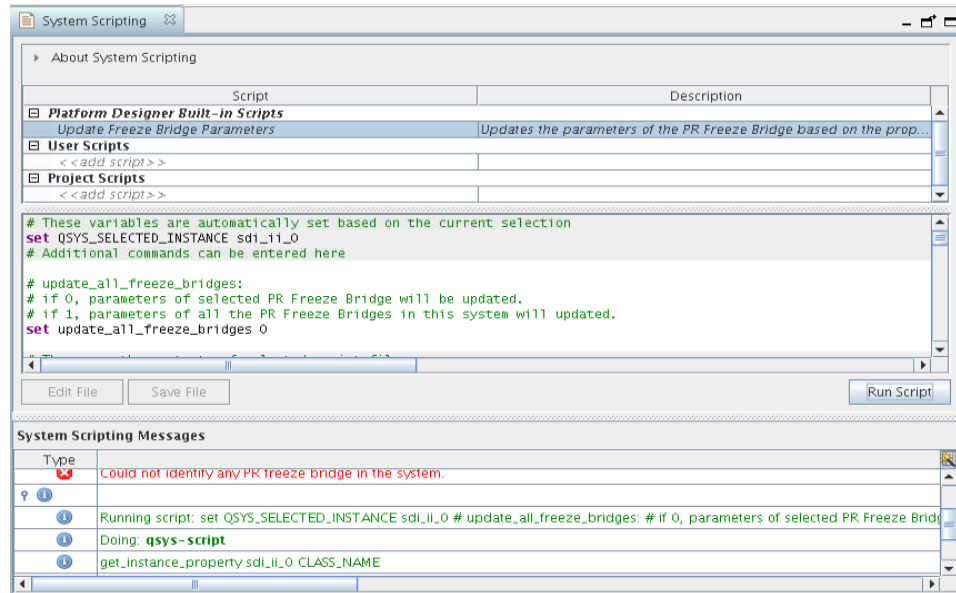 System Scripting
About System Scripting
Script Description
Platform Designer Built-in Scripts
Update Freeze Bridge Parameters Updates the parameters of the PR Freeze Bridge based on the prop...
User Scripts
<<add script>>
Project Scripts
<<add script>>
# These variables are automatically set based on the current selection
set QSYS_SELECTED_INSTANCE sdi_ii_0
# Additional commands can be entered here
# update_all_freeze_bridges:
# if 0, parameters of selected PR Freeze Bridge will be updated.
# if 1, parameters of all the PR Freeze Bridges in this system will updated.
set update_all_freeze_bridges 0
Edit File Save File Run Script
System Scripting Messages
Type
Could not identify any PR freeze bridge in the system.
Running script: set QSYS_SELECTED_INSTANCE sdi_ii_0 # update_all_freeze_bridges: # if 0, parameters of selected PR Freeze Bridg
Doing: qsys-script
get_instance_property sdi_ii_0 CLASS_NAME